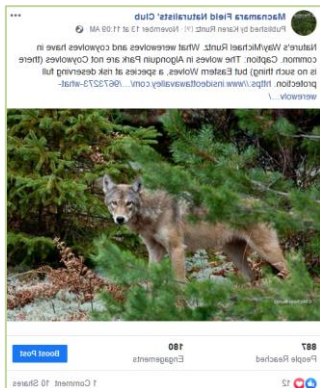 Macnamara Field Naturalists' Club
Published by Karen Runtz · November 13 at 11:09 AM ·
Nature's Way/Michael Runtz. What werewolves and coywolves have in
common. Caption: The wolves in Algonquin Park are not Coywolves (there
is no such thing) but Eastern Wolves, a species at risk deserving full
protection. https://www.insideottawavalley.com/.../9673273-what-
werewolv.../
887
People Reached
180
Engagements
Boost Post
12
1 Comment 10 Shares